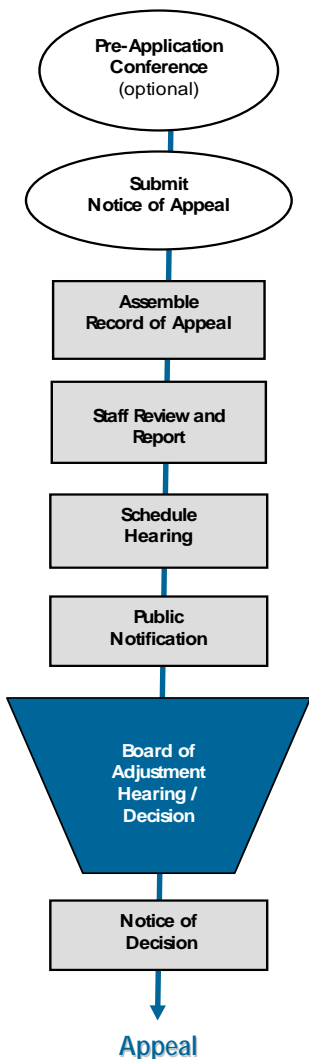 Pre-Application
Conference
(optional)
Submit
Notice of Appeal
Assemble
Record of Appeal
Staff Review and
Report
Schedule
Hearing
Public
Notification
Board of
Adjustment
Hearing /
Decision
Notice of
Decision
Appeal